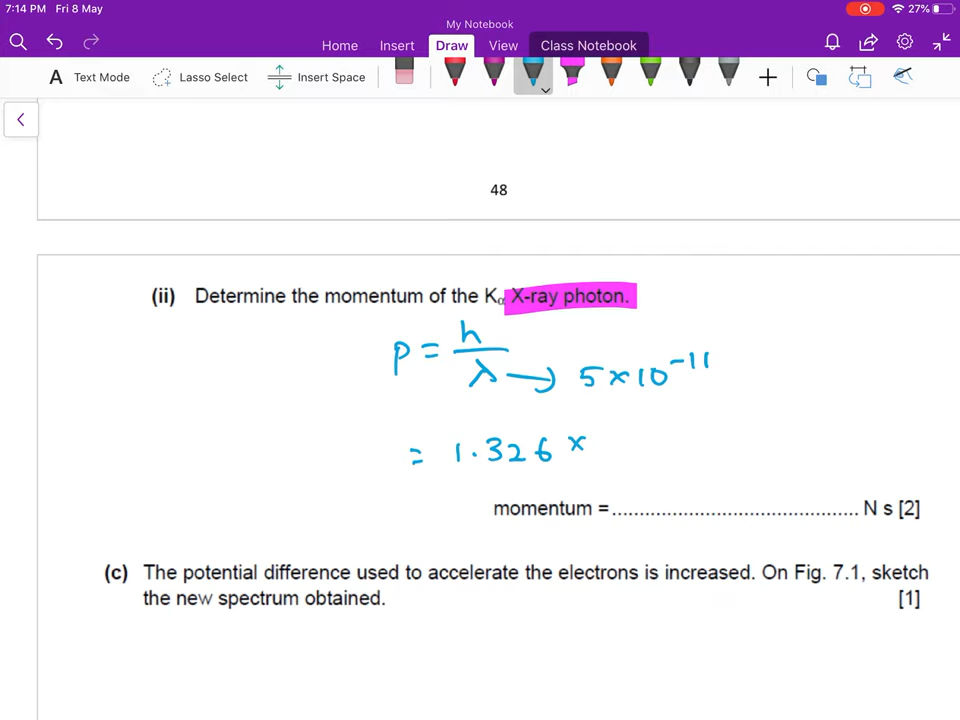 7:14 PM Fri 8 May
27%
My Notebook
Home Insert Draw View Class Notebook
A Text Mode Lasso Select Insert Space
48
(ii) Determine the momentum of the Kα X-ray photon.
p = h/λ → 5 × 10⁻¹¹
= 1.326 ×
momentum = ............................................. N s [2]
(c) The potential difference used to accelerate the electrons is increased. On Fig. 7.1, sketch
the new spectrum obtained. [1]